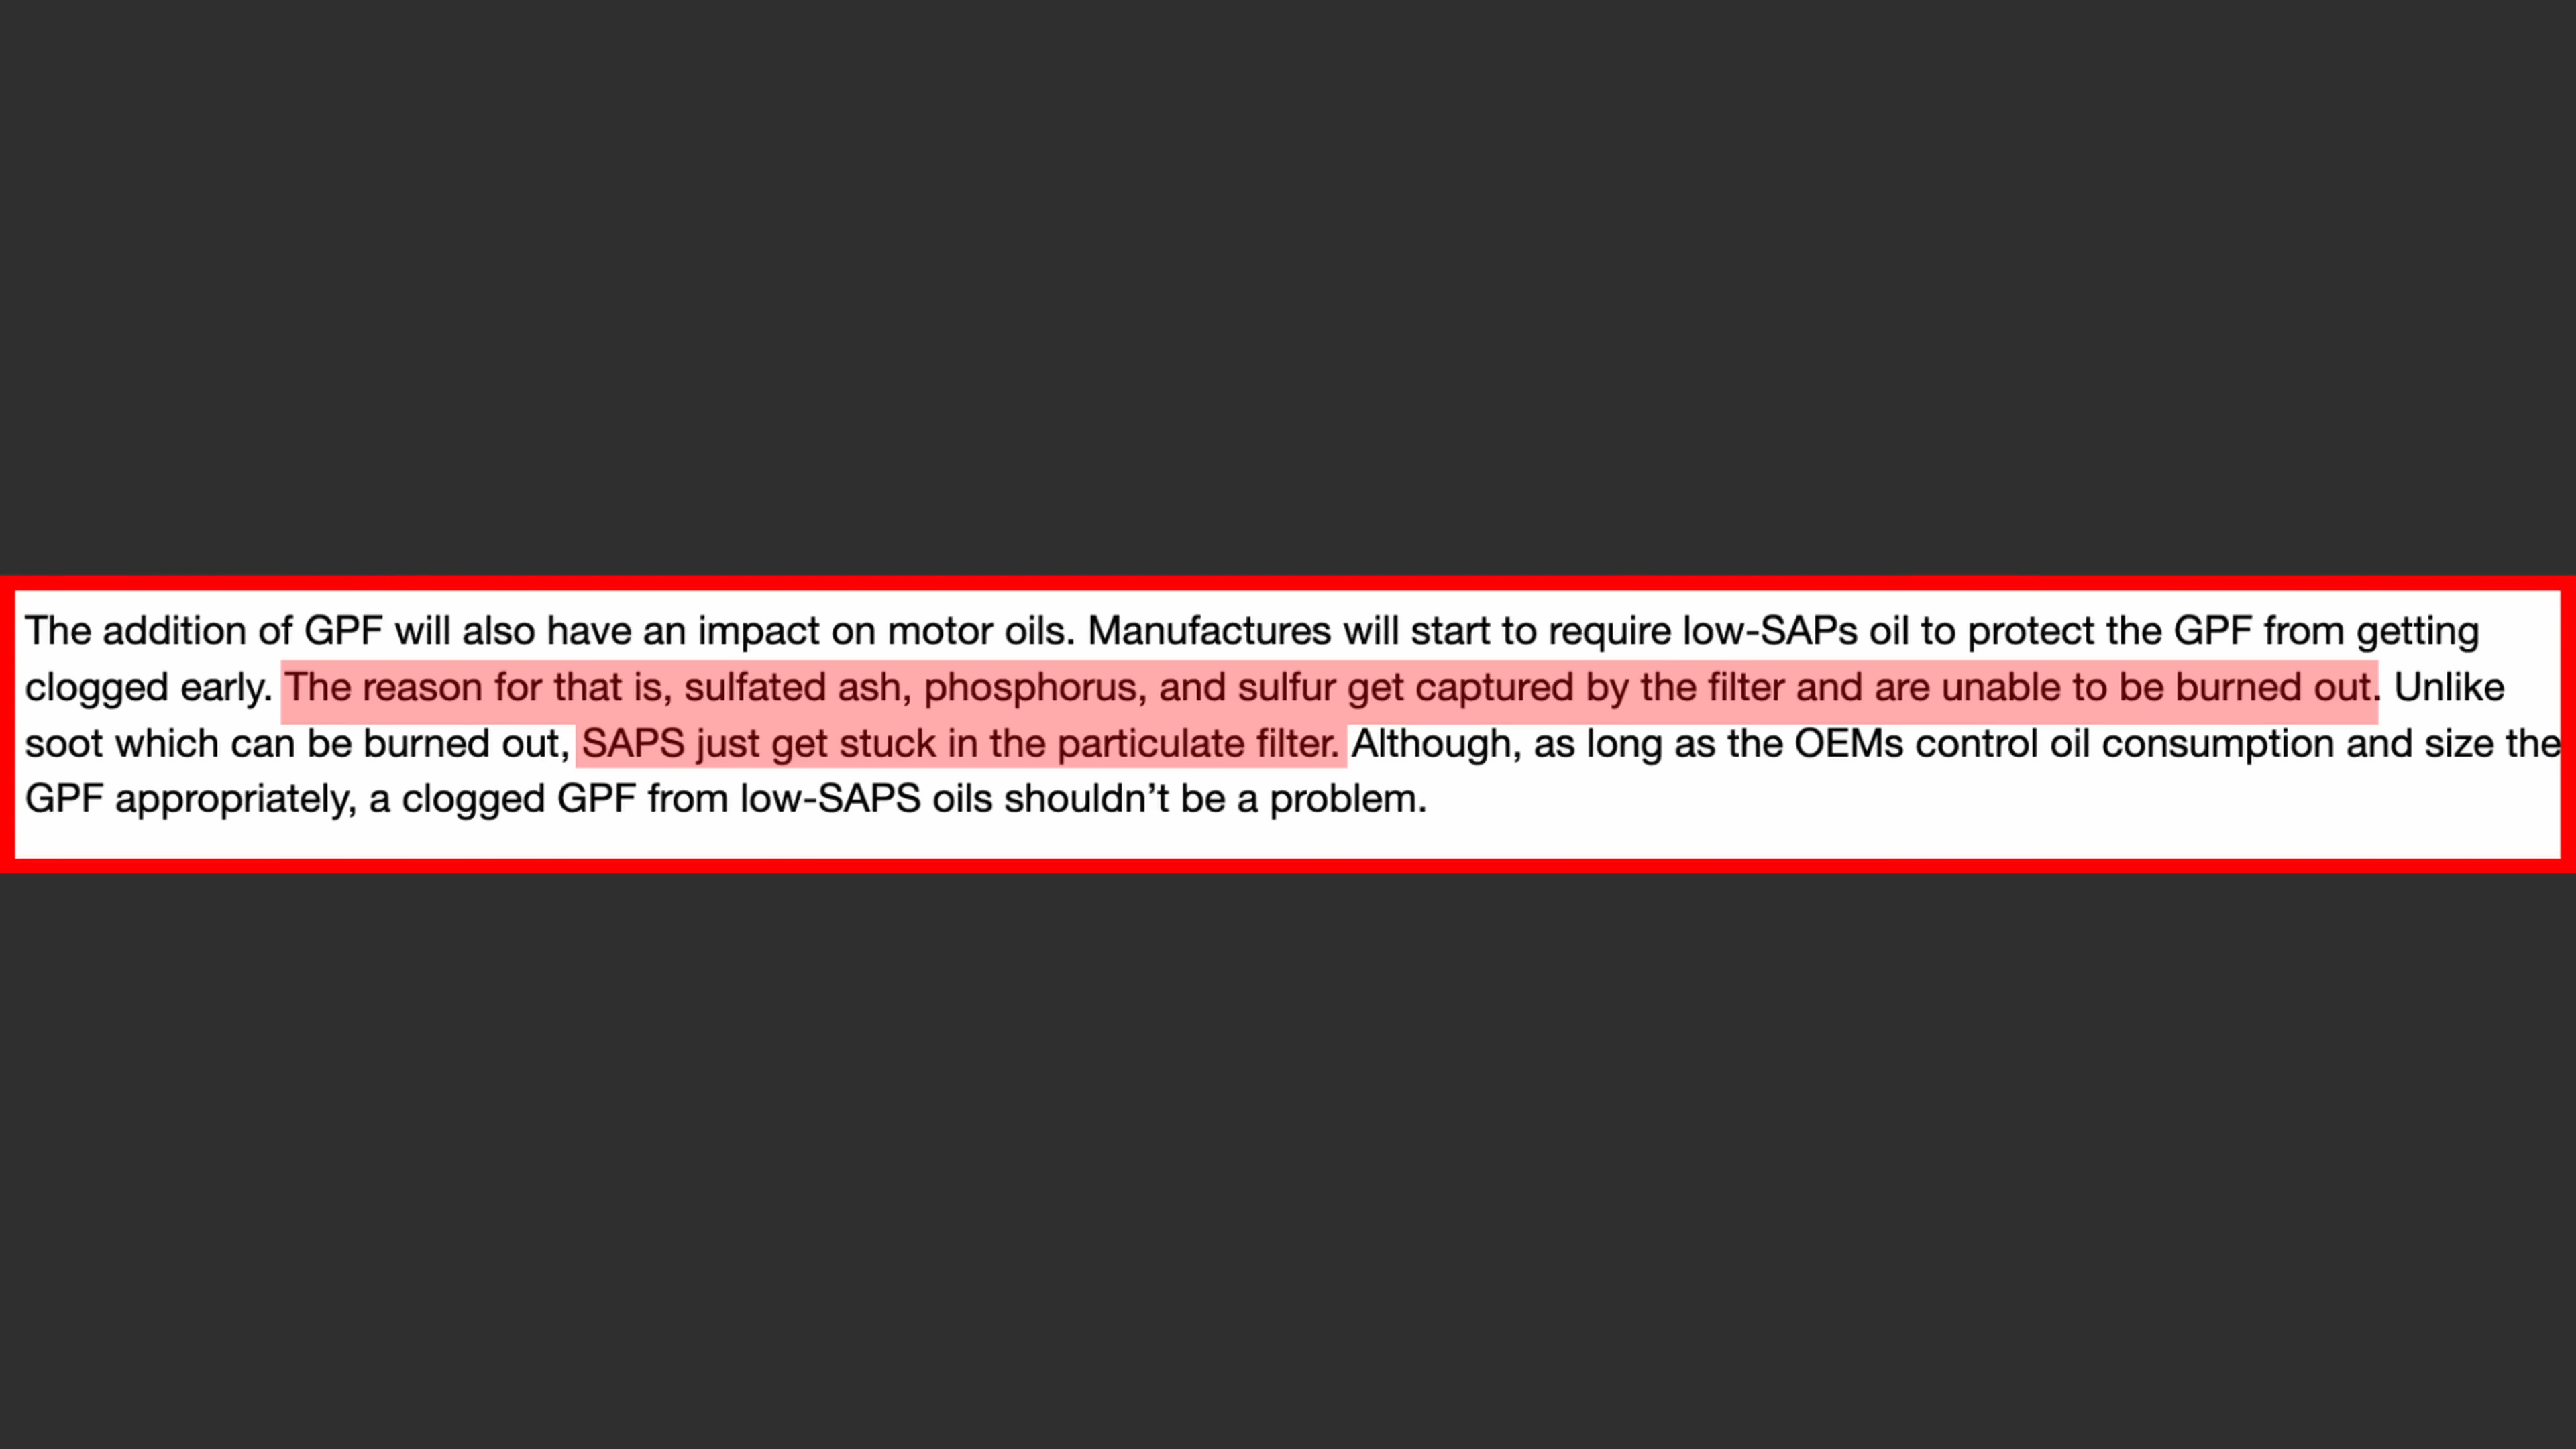 The addition of GPF will also have an impact on motor oils. Manufactures will start to require low-SAPs oil to protect the GPF from getting
clogged early. The reason for that is, sulfated ash, phosphorus, and sulfur get captured by the filter and are unable to be burned out. Unlike
soot which can be burned out, SAPS just get stuck in the particulate filter. Although, as long as the OEMs control oil consumption and size the
GPF appropriately, a clogged GPF from low-SAPS oils shouldn’t be a problem.